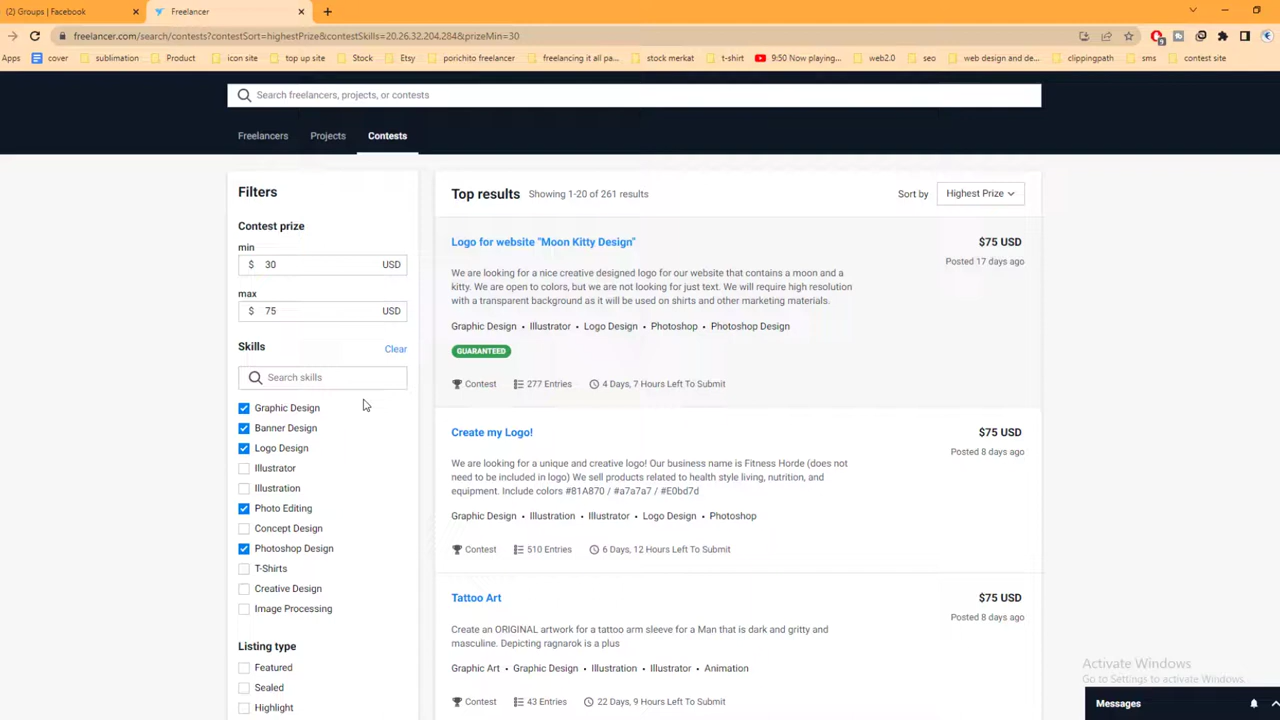 (2) Groups | Facebook
Freelancer
freelancer.com/search/contests?contestSort=highestPrize&contestSkills=20.26.32.204.284&prizeMin=30
Apps cover sublimation Product icon site top up site Stock Etsy porichito freelancer freelancing it all pa... stock merkat t-shirt 9:50 Now playing... web2.0 seo web design and de... clippingpath sms contest site
Search freelancers, projects, or contests
Freelancers Projects Contests
Filters
Contest prize
min
$ 30 USD
max
$ 75 USD
Skills Clear
Search skills
Graphic Design
Banner Design
Logo Design
Illustrator
Illustration
Photo Editing
Concept Design
Photoshop Design
T-Shirts
Creative Design
Image Processing
Listing type
Featured
Sealed
Highlight
Top results Showing 1-20 of 261 results Sort by Highest Prize
Logo for website "Moon Kitty Design" $75 USD
Posted 17 days ago
We are looking for a nice creative designed logo for our website that contains a moon and a
kitty. We are open to colors, but we are not looking for just text. We will require high resolution
with a transparent background as it will be used on shirts and other marketing materials.
Graphic Design • Illustrator • Logo Design • Photoshop • Photoshop Design
GUARANTEED
Contest 277 Entries 4 Days, 7 Hours Left To Submit
Create my Logo! $75 USD
Posted 8 days ago
We are looking for a unique and creative logo! Our business name is Fitness Horde (does not
need to be included in logo) We sell products related to health style living, nutrition, and
equipment. Include colors #81A870 / #a7a7a7 / #E0bd7d
Graphic Design • Illustration • Illustrator • Logo Design • Photoshop
Contest 510 Entries 6 Days, 12 Hours Left To Submit
Tattoo Art $75 USD
Posted 8 days ago
Create an ORIGINAL artwork for a tattoo arm sleeve for a Man that is dark and gritty and
masculine. Depicting ragnarok is a plus
Graphic Art • Graphic Design • Illustration • Illustrator • Animation
Contest 43 Entries 22 Days, 9 Hours Left To Submit
Activate Windows
Go to Settings to activate Windows.
Messages